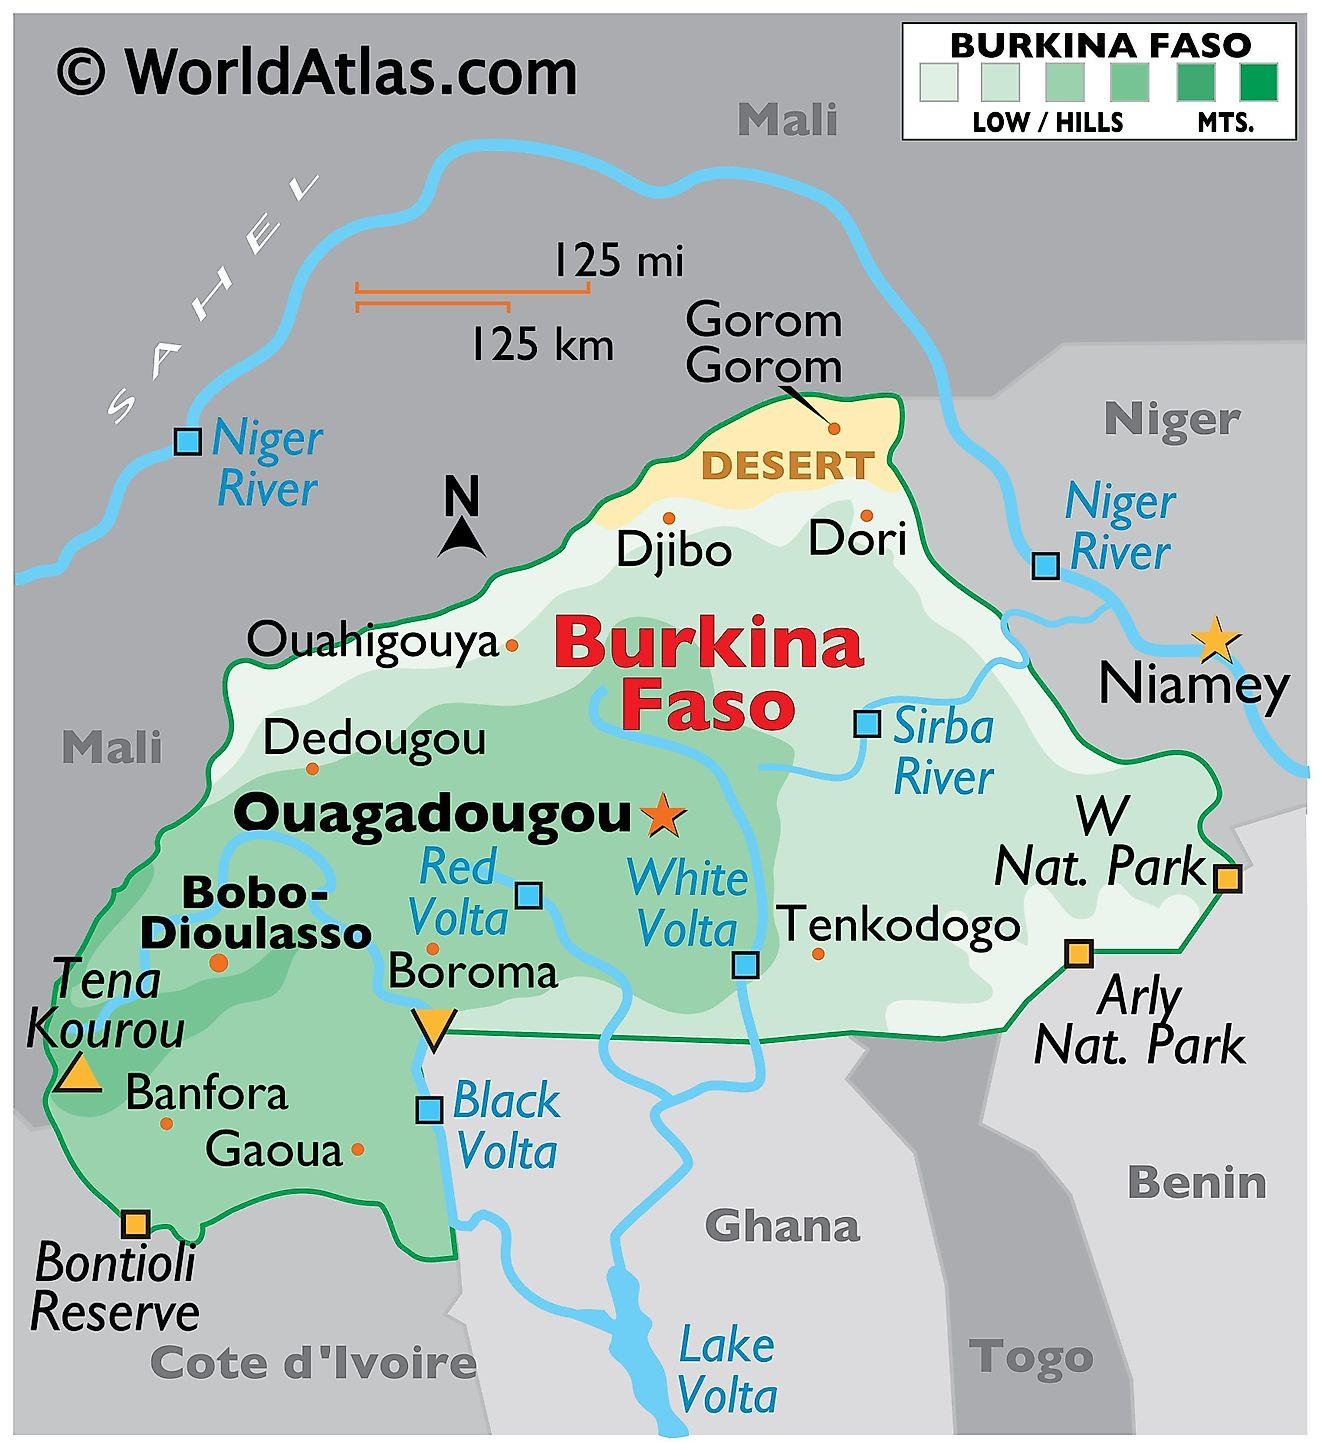 © WorldAtlas.com
BURKINA FASO
LOW / HILLS MTS.
Mali
SAHEL
125 mi
125 km
Gorom
Gorom
Niger
Niger
River
DESERT
N
Niger
River
Djibo
Dori
Ouahigouya
Burkina
Faso
Niamey
Mali
Dedougou
Sirba
River
Ouagadougou
W
Nat. Park
Red
Volta
White
Volta
Bobo-
Dioulasso
Tenkodogo
Boroma
Tena
Kourou
Arly
Nat. Park
Banfora
Black
Volta
Gaoua
Benin
Ghana
Bontioli
Reserve
Cote d'Ivoire
Lake
Volta
Togo